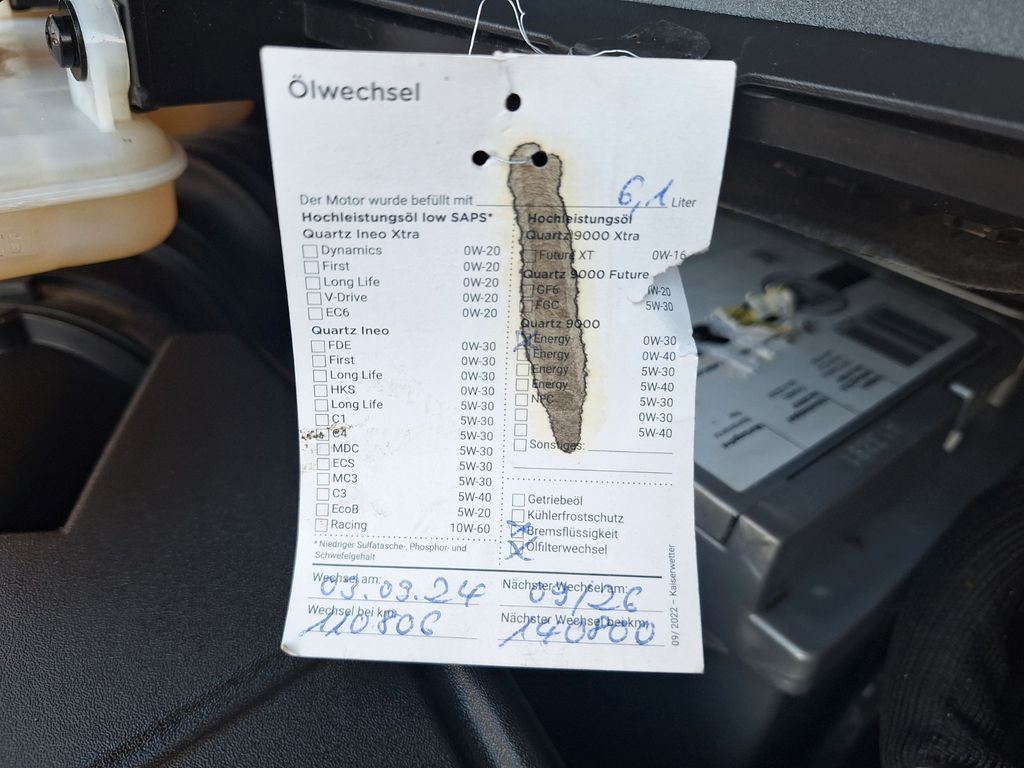 Ölwechsel
Der Motor wurde befüllt mit 6,1 Liter
Hochleistungsöl low SAPS*
Quartz Ineo Xtra
Dynamics 0W-20
First 0W-20
Long Life 0W-20
V-Drive 0W-20
EC6 0W-20
Quartz Ineo
FDE 0W-30
First 0W-30
Long Life 0W-30
HKS 0W-30
Long Life 5W-30
C1 5W-30
C4 5W-30
MDC 5W-30
ECS 5W-30
MC3 5W-30
C3 5W-40
EcoB 5W-20
Racing 10W-60
* Niedriger Sulfatasche-, Phosphor- und
Schwefelgehalt
Hochleistungsöl
Quartz 9000 Xtra
Future XT 0W-16
Quartz 9000 Future
GF6 0W-20
FGC 5W-30
Quartz 9000
Energy 0W-30
Energy 0W-40
Energy 5W-30
Energy 5W-40
NFC 5W-30
0W-30
5W-40
Sonstiges:
Getriebeöl
Kühlerfrostschutz
Bremsflüssigkeit
Ölfilterwechsel
Wechsel am: 03.09.24
Nächster Wechsel am: 09/26
Wechsel bei km: 110806
Nächster Wechsel bei km: 140800
09/2022 – Kaiserwetter